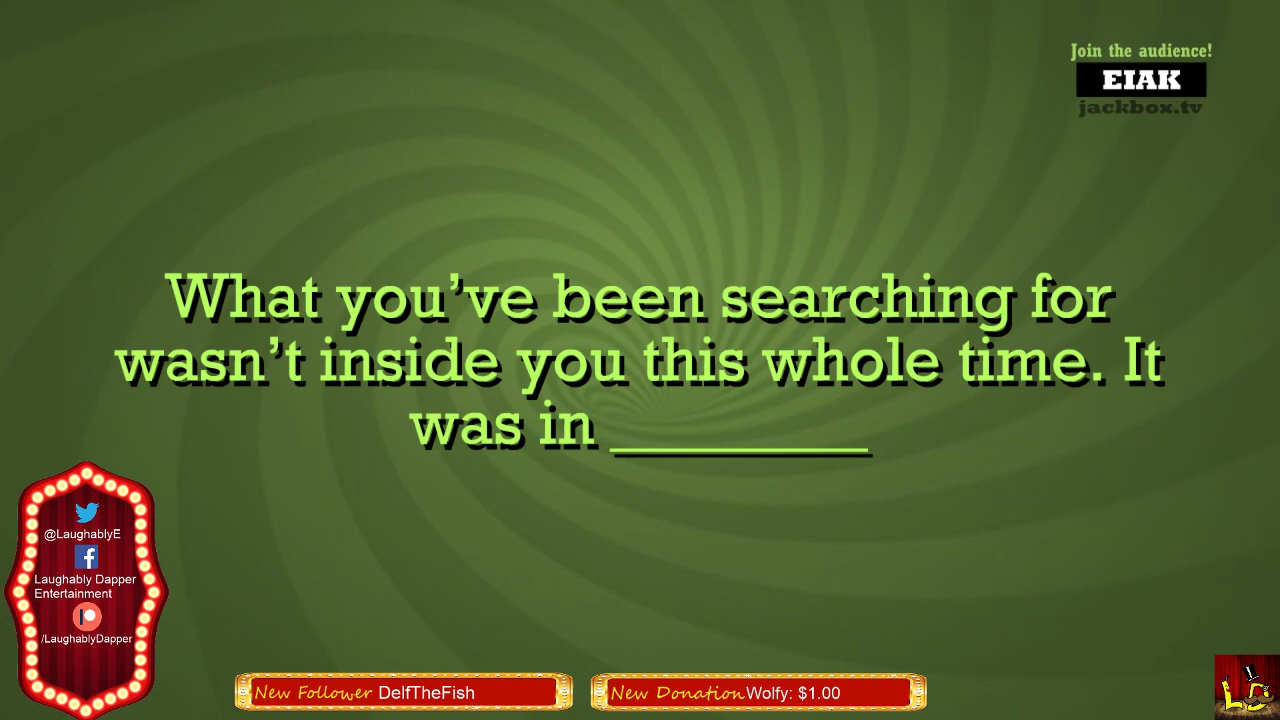 Join the audience!
EIAK
jackbox.tv
What you’ve been searching for
wasn’t inside you this whole time. It
was in ________
@LaughablyE
Laughably Dapper
Entertainment
/LaughablyDapper
New Follower DelfTheFish
New Donation Wolfy: $1.00
LD